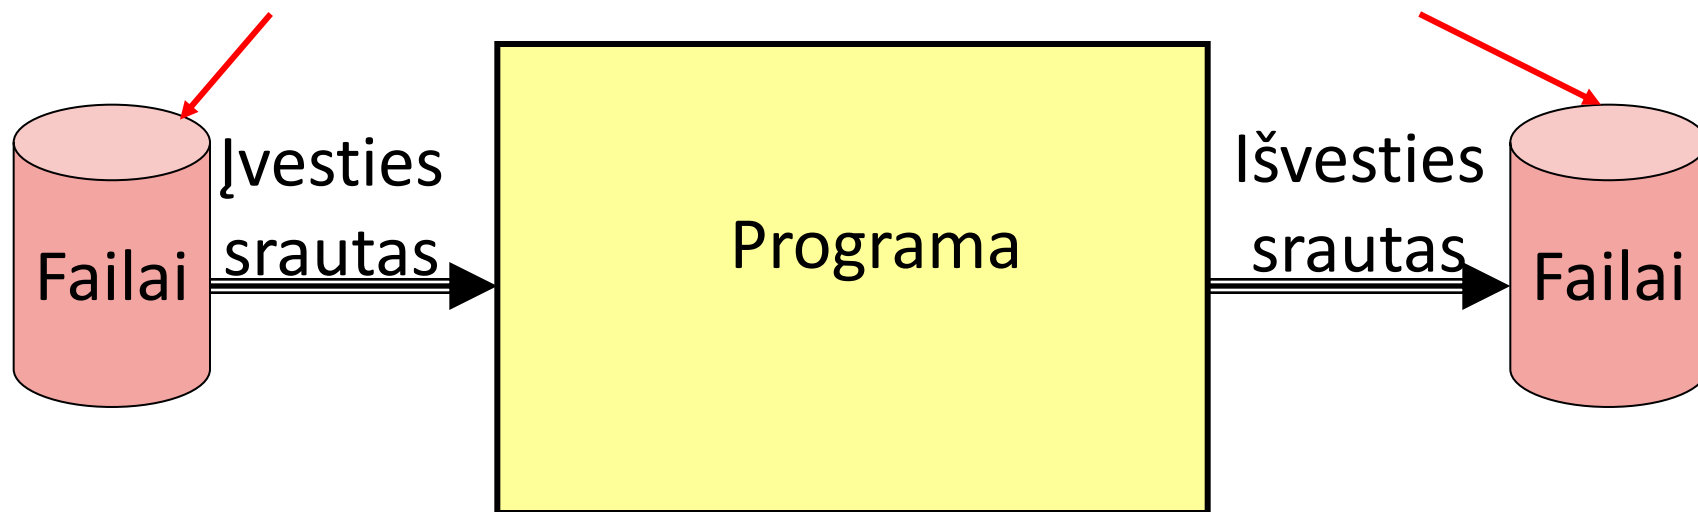 Failai
Įvesties
srautas
Programa
Išvesties
srautas
Failai